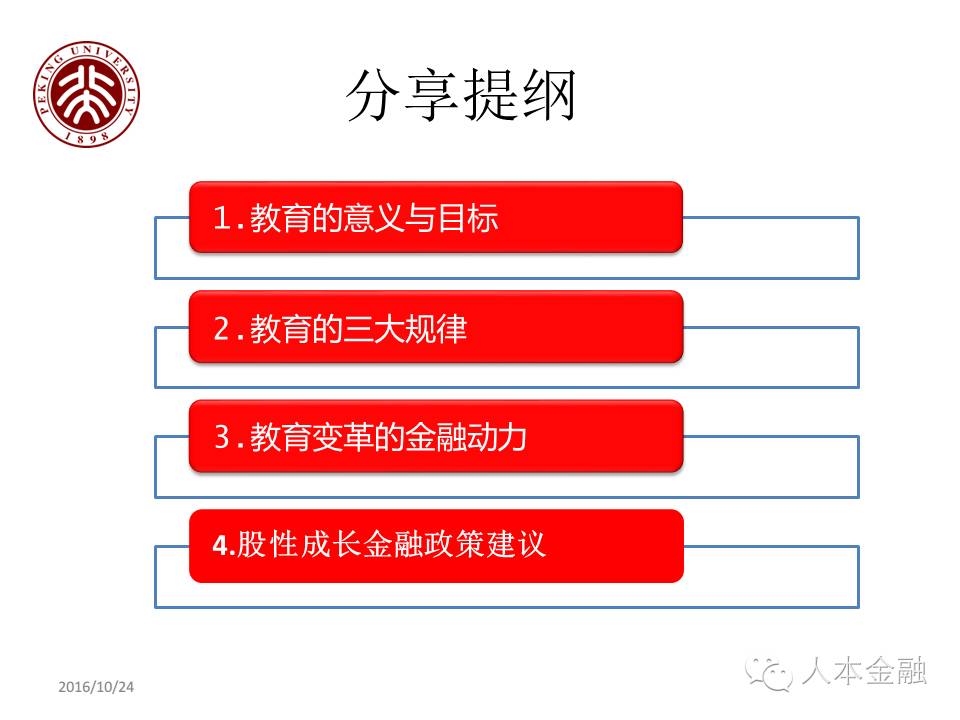 PEKING UNIVERSITY
1898
分享提纲
1.教育的意义与目标
2.教育的三大规律
3.教育变革的金融动力
4.股性成长金融政策建议
2016/10/24
人本金融